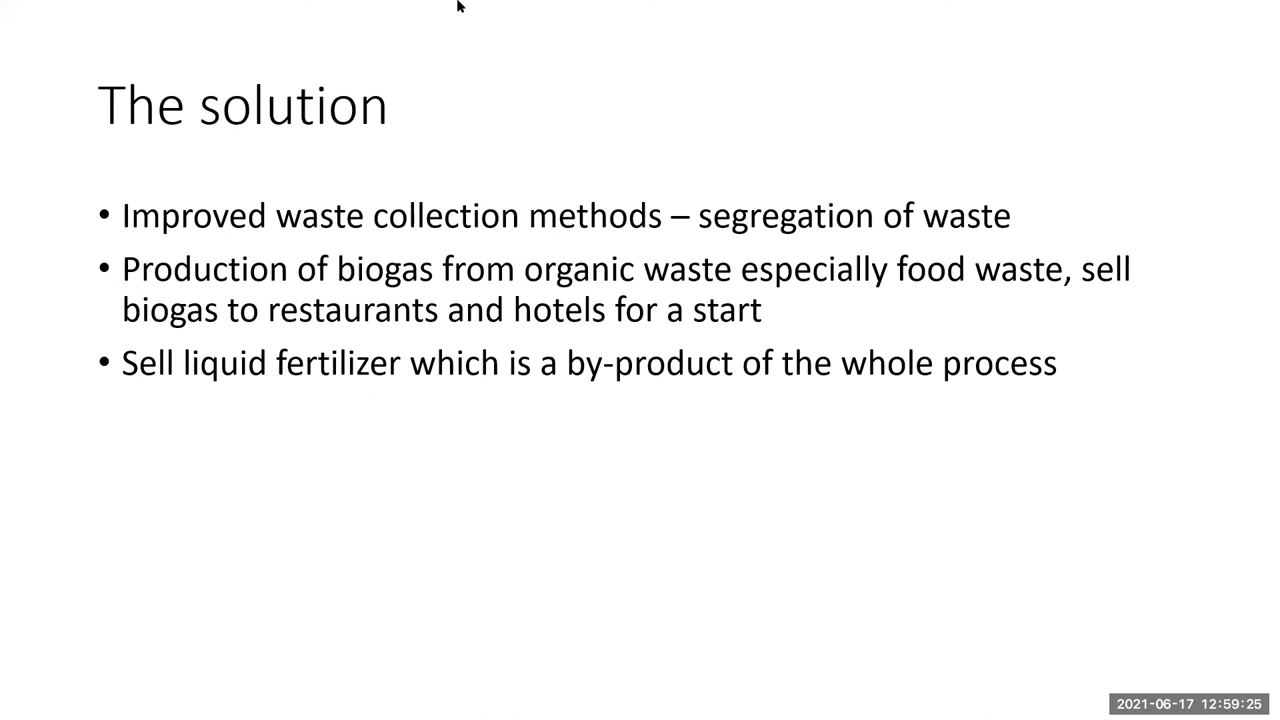 The solution
• Improved waste collection methods – segregation of waste
• Production of biogas from organic waste especially food waste, sell
biogas to restaurants and hotels for a start
• Sell liquid fertilizer which is a by-product of the whole process
2021-06-17 12:59:25